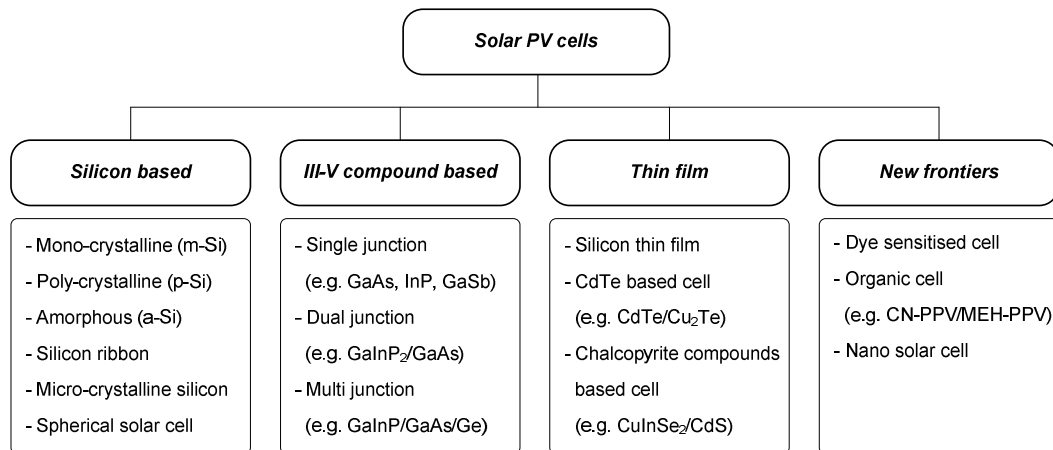 Solar PV cells
Silicon based
III-V compound based
Thin film
New frontiers
- Mono-crystalline (m-Si)
- Poly-crystalline (p-Si)
- Amorphous (a-Si)
- Silicon ribbon
- Micro-crystalline silicon
- Spherical solar cell
- Single junction
(e.g. GaAs, InP, GaSb)
- Dual junction
(e.g. GaInP₂/GaAs)
- Multi junction
(e.g. GaInP/GaAs/Ge)
- Silicon thin film
- CdTe based cell
(e.g. CdTe/Cu₂Te)
- Chalcopyrite compounds
based cell
(e.g. CuInSe₂/CdS)
- Dye sensitised cell
- Organic cell
(e.g. CN-PPV/MEH-PPV)
- Nano solar cell